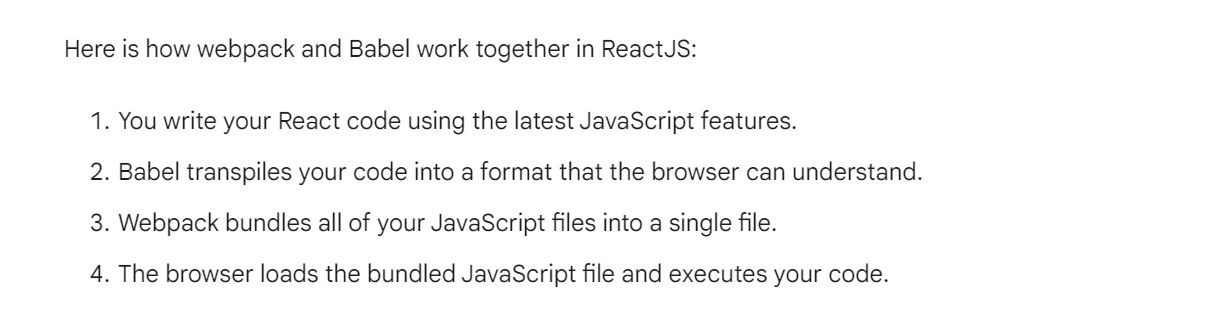 Here is how webpack and Babel work together in ReactJS:
1. You write your React code using the latest JavaScript features.
2. Babel transpiles your code into a format that the browser can understand.
3. Webpack bundles all of your JavaScript files into a single file.
4. The browser loads the bundled JavaScript file and executes your code.